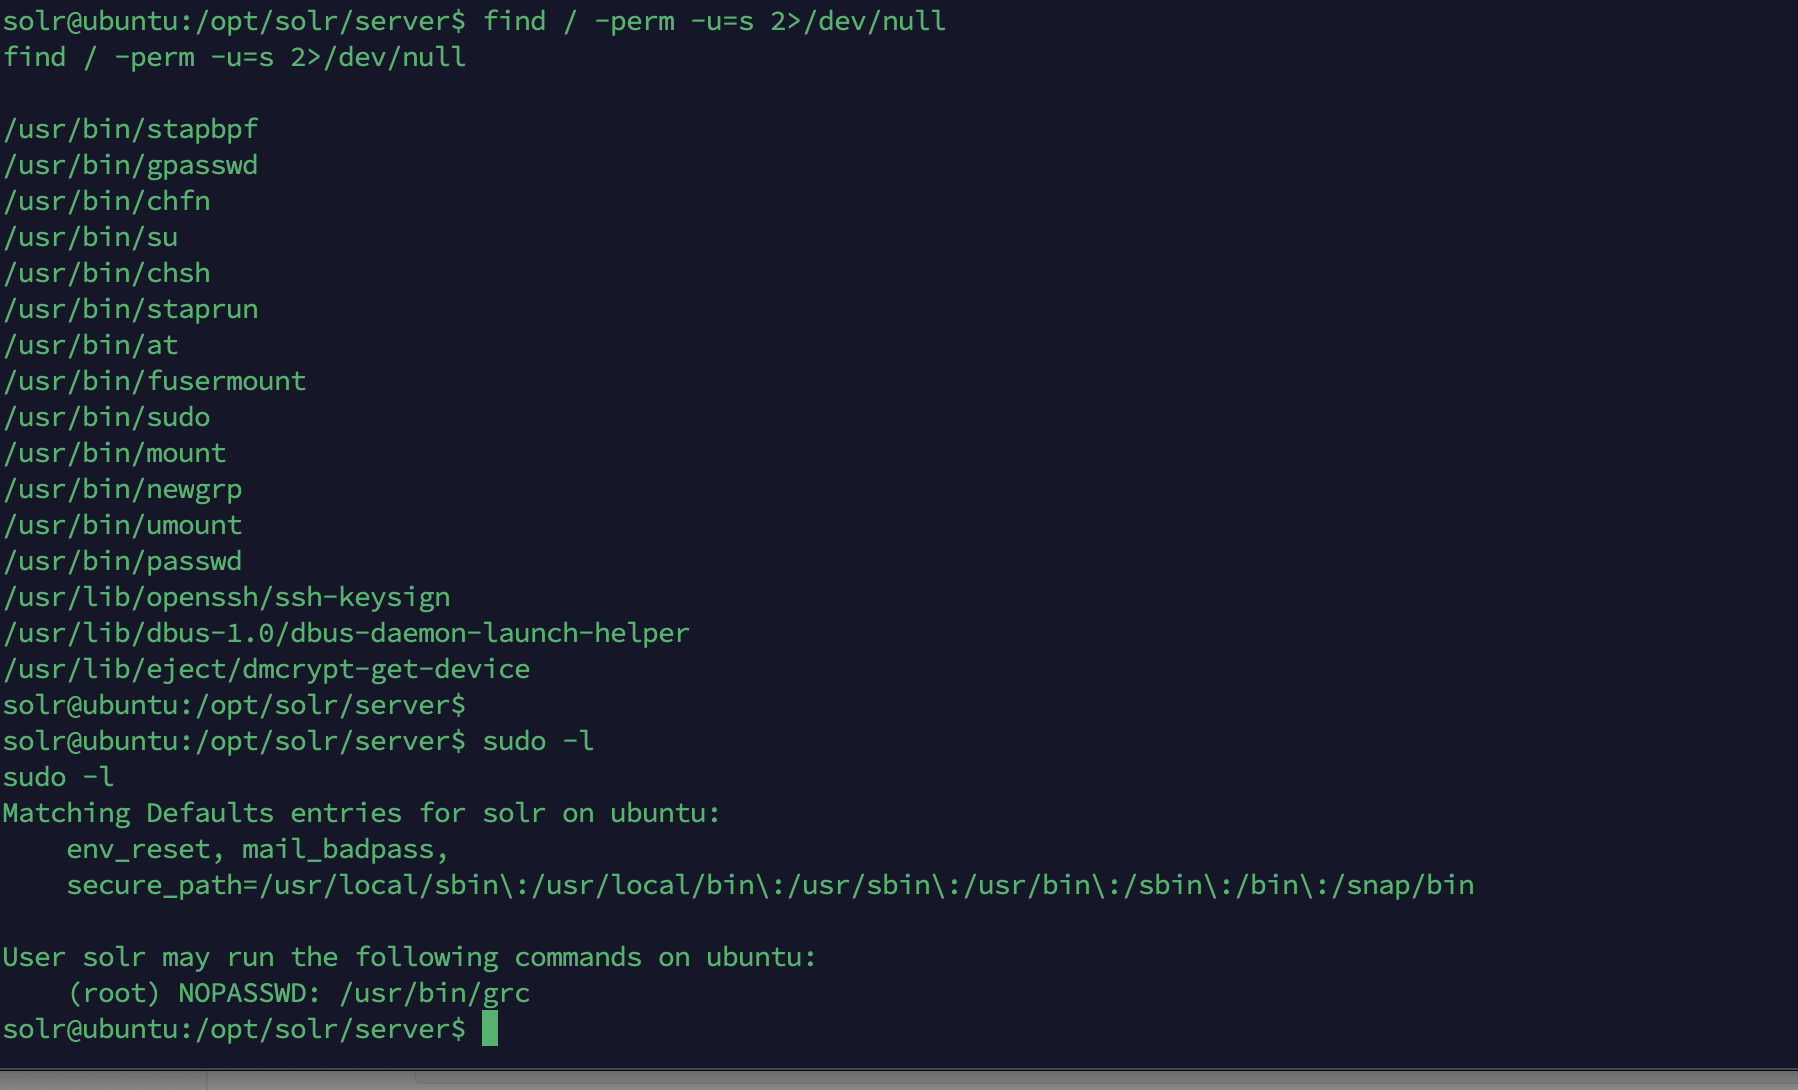 solr@ubuntu:/opt/solr/server$ find / -perm -u=s 2>/dev/null
find / -perm -u=s 2>/dev/null
/usr/bin/stapbpf
/usr/bin/gpasswd
/usr/bin/chfn
/usr/bin/su
/usr/bin/chsh
/usr/bin/staprun
/usr/bin/at
/usr/bin/fusermount
/usr/bin/sudo
/usr/bin/mount
/usr/bin/newgrp
/usr/bin/umount
/usr/bin/passwd
/usr/lib/openssh/ssh-keysign
/usr/lib/dbus-1.0/dbus-daemon-launch-helper
/usr/lib/eject/dmcrypt-get-device
solr@ubuntu:/opt/solr/server$
solr@ubuntu:/opt/solr/server$ sudo -l
sudo -l
Matching Defaults entries for solr on ubuntu:
    env_reset, mail_badpass,
    secure_path=/usr/local/sbin\:/usr/local/bin\:/usr/sbin\:/usr/bin\:/sbin\:/bin\:/snap/bin
User solr may run the following commands on ubuntu:
    (root) NOPASSWD: /usr/bin/grc
solr@ubuntu:/opt/solr/server$